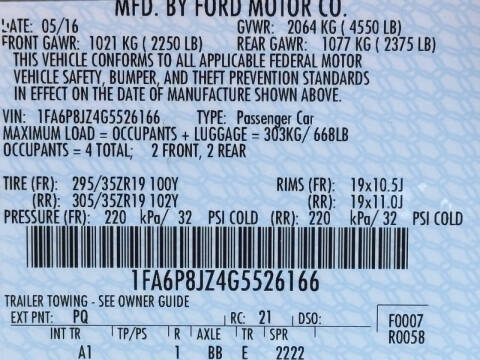 MFD. BY FORD MOTOR CO.
DATE: 05/16 GVWR: 2064 KG ( 4550 LB)
FRONT GAWR: 1021 KG ( 2250 LB) REAR GAWR: 1077 KG ( 2375 LB)
THIS VEHICLE CONFORMS TO ALL APPLICABLE FEDERAL MOTOR
VEHICLE SAFETY, BUMPER, AND THEFT PREVENTION STANDARDS
IN EFFECT ON THE DATE OF MANUFACTURE SHOWN ABOVE.
VIN: 1FA6P8JZ4G5526166 TYPE: Passenger Car
MAXIMUM LOAD = OCCUPANTS + LUGGAGE = 303KG/ 668LB
OCCUPANTS = 4 TOTAL; 2 FRONT, 2 REAR
TIRE (FR): 295/35ZR19 100Y RIMS (FR): 19x10.5J
(RR): 305/35ZR19 102Y (RR): 19x11.0J
PRESSURE (FR): 220 kPa/ 32 PSI COLD (RR): 220 kPa/ 32 PSI COLD
1FA6P8JZ4G5526166
TRAILER TOWING - SEE OWNER GUIDE
EXT PNT: PQ RC: 21 DSO: F0007
INT TR TP/PS R AXLE TR SPR R0058
A1 1 BB E 2222